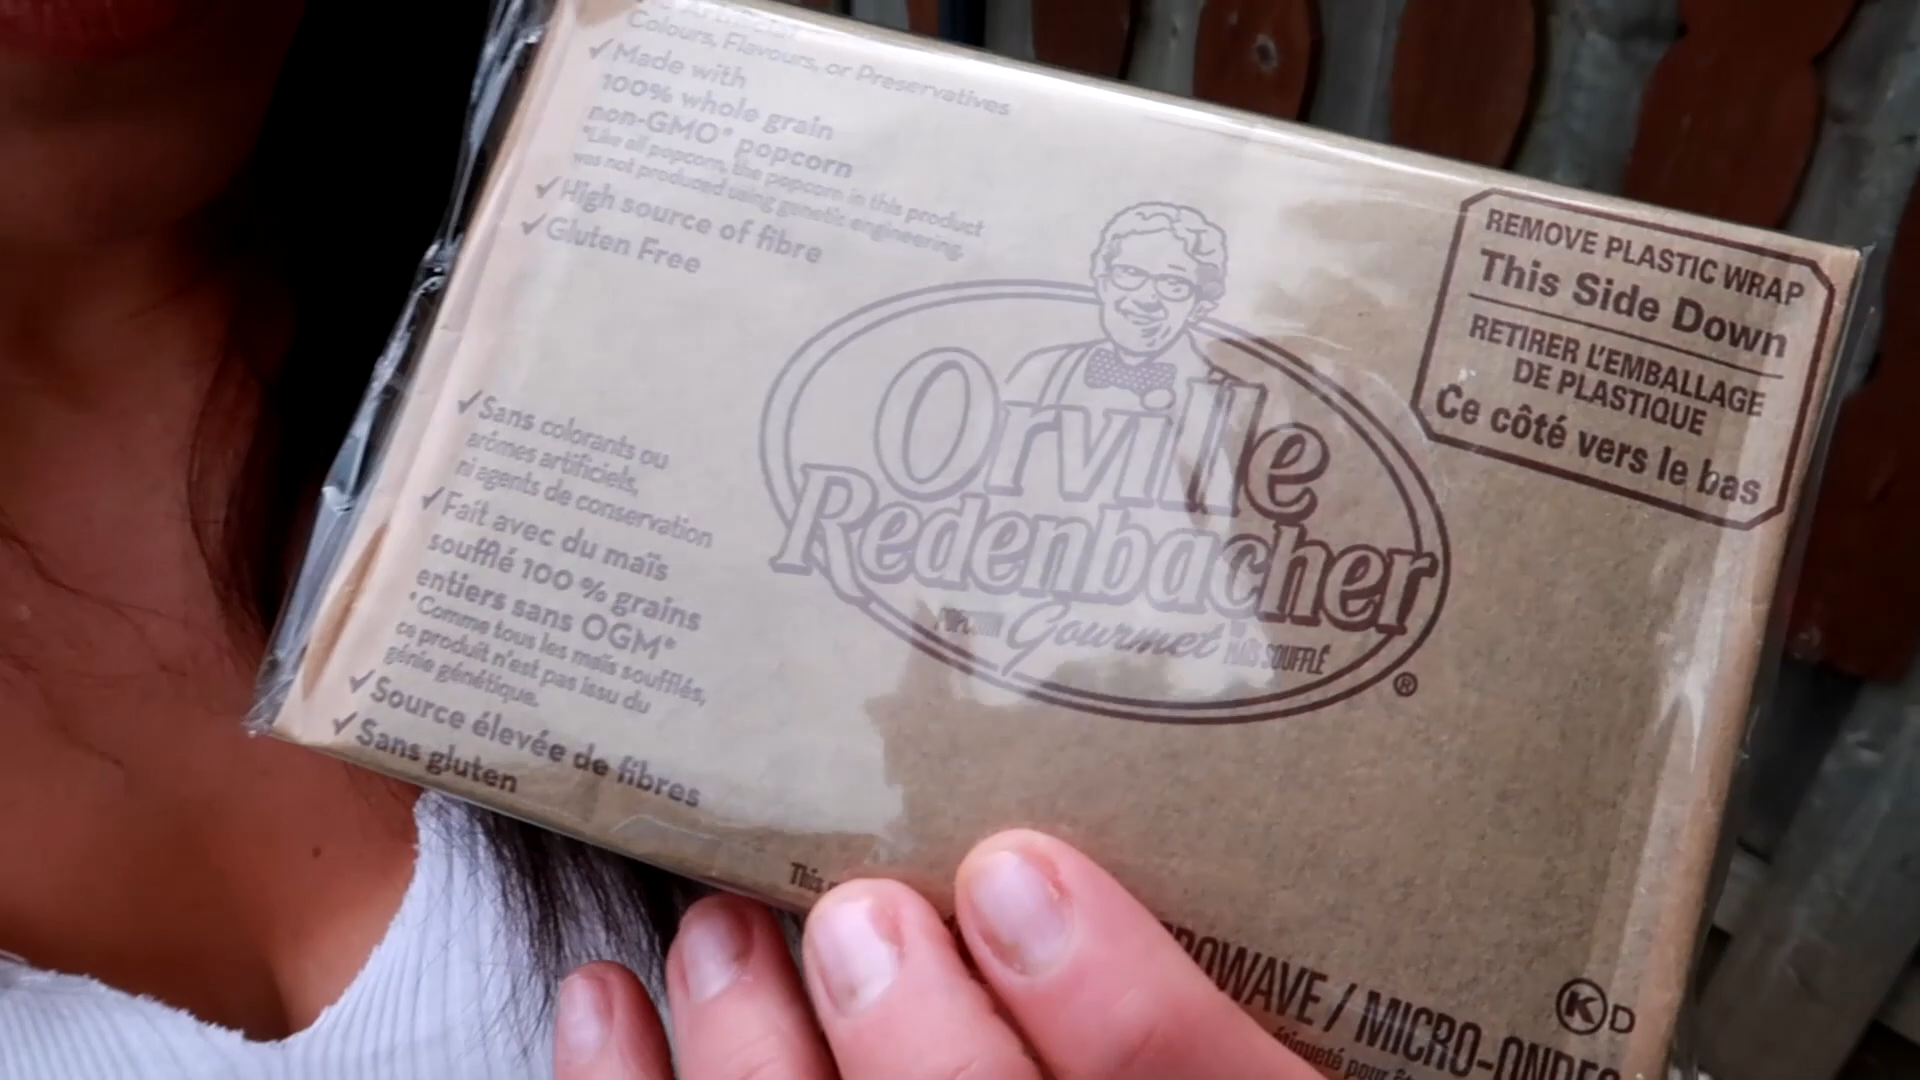 Colours, Flavours, or Preservatives
✓ Made with
100% whole grain
non-GMO* popcorn
*Like all popcorn, the popcorn in this product
was not produced using genetic engineering.
✓ High source of fibre
✓ Gluten Free
✓ Sans colorants ou
arômes artificiels,
ni agents de conservation
✓ Fait avec du maïs
soufflé 100 % grains
entiers sans OGM*
*Comme tous les maïs soufflés,
ce produit n'est pas issu du
génie génétique.
✓ Source élevée de fibres
✓ Sans gluten
Orville
Redenbacher
Gourmet MD MAÏS SOUFFLÉ
®
REMOVE PLASTIC WRAP
This Side Down
RETIRER L'EMBALLAGE
DE PLASTIQUE
Ce côté vers le bas
This
ROWAVE / MICRO-ONDES
K D